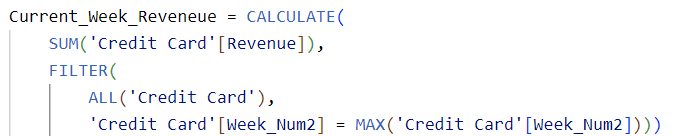 Current_Week_Reveneue = CALCULATE(
SUM('Credit Card'[Revenue]),
FILTER(
ALL('Credit Card'),
'Credit Card'[Week_Num2] = MAX('Credit Card'[Week_Num2])))